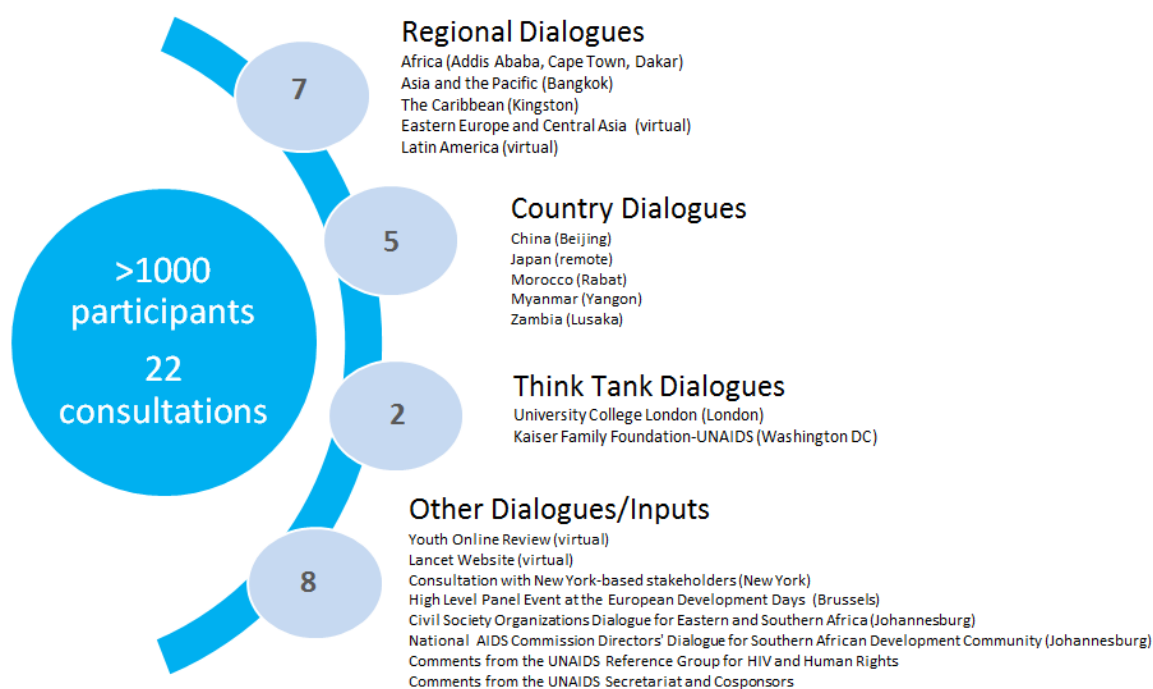 >1000
participants
22
consultations
7
Regional Dialogues
Africa (Addis Ababa, Cape Town, Dakar)
Asia and the Pacific (Bangkok)
The Caribbean (Kingston)
Eastern Europe and Central Asia (virtual)
Latin America (virtual)
5
Country Dialogues
China (Beijing)
Japan (remote)
Morocco (Rabat)
Myanmar (Yangon)
Zambia (Lusaka)
2
Think Tank Dialogues
University College London (London)
Kaiser Family Foundation-UNAIDS (Washington DC)
8
Other Dialogues/Inputs
Youth Online Review (virtual)
Lancet Website (virtual)
Consultation with New York-based stakeholders (New York)
High Level Panel Event at the European Development Days (Brussels)
Civil Society Organizations Dialogue for Eastern and Southern Africa (Johannesburg)
National AIDS Commission Directors' Dialogue for Southern African Development Community (Johannesburg)
Comments from the UNAIDS Reference Group for HIV and Human Rights
Comments from the UNAIDS Secretariat and Cosponsors